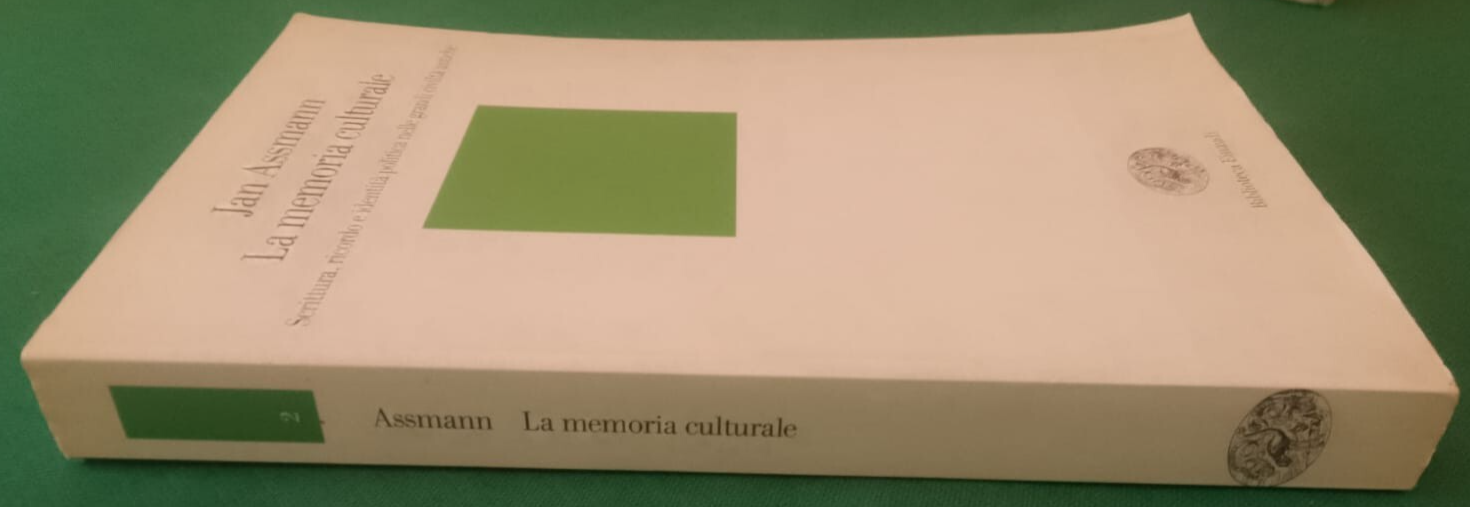 Jan Assmann
La memoria culturale
Scrittura, ricordo e identità politica nelle grandi civiltà antiche
Biblioteca Einaudi
2
Assmann La memoria culturale